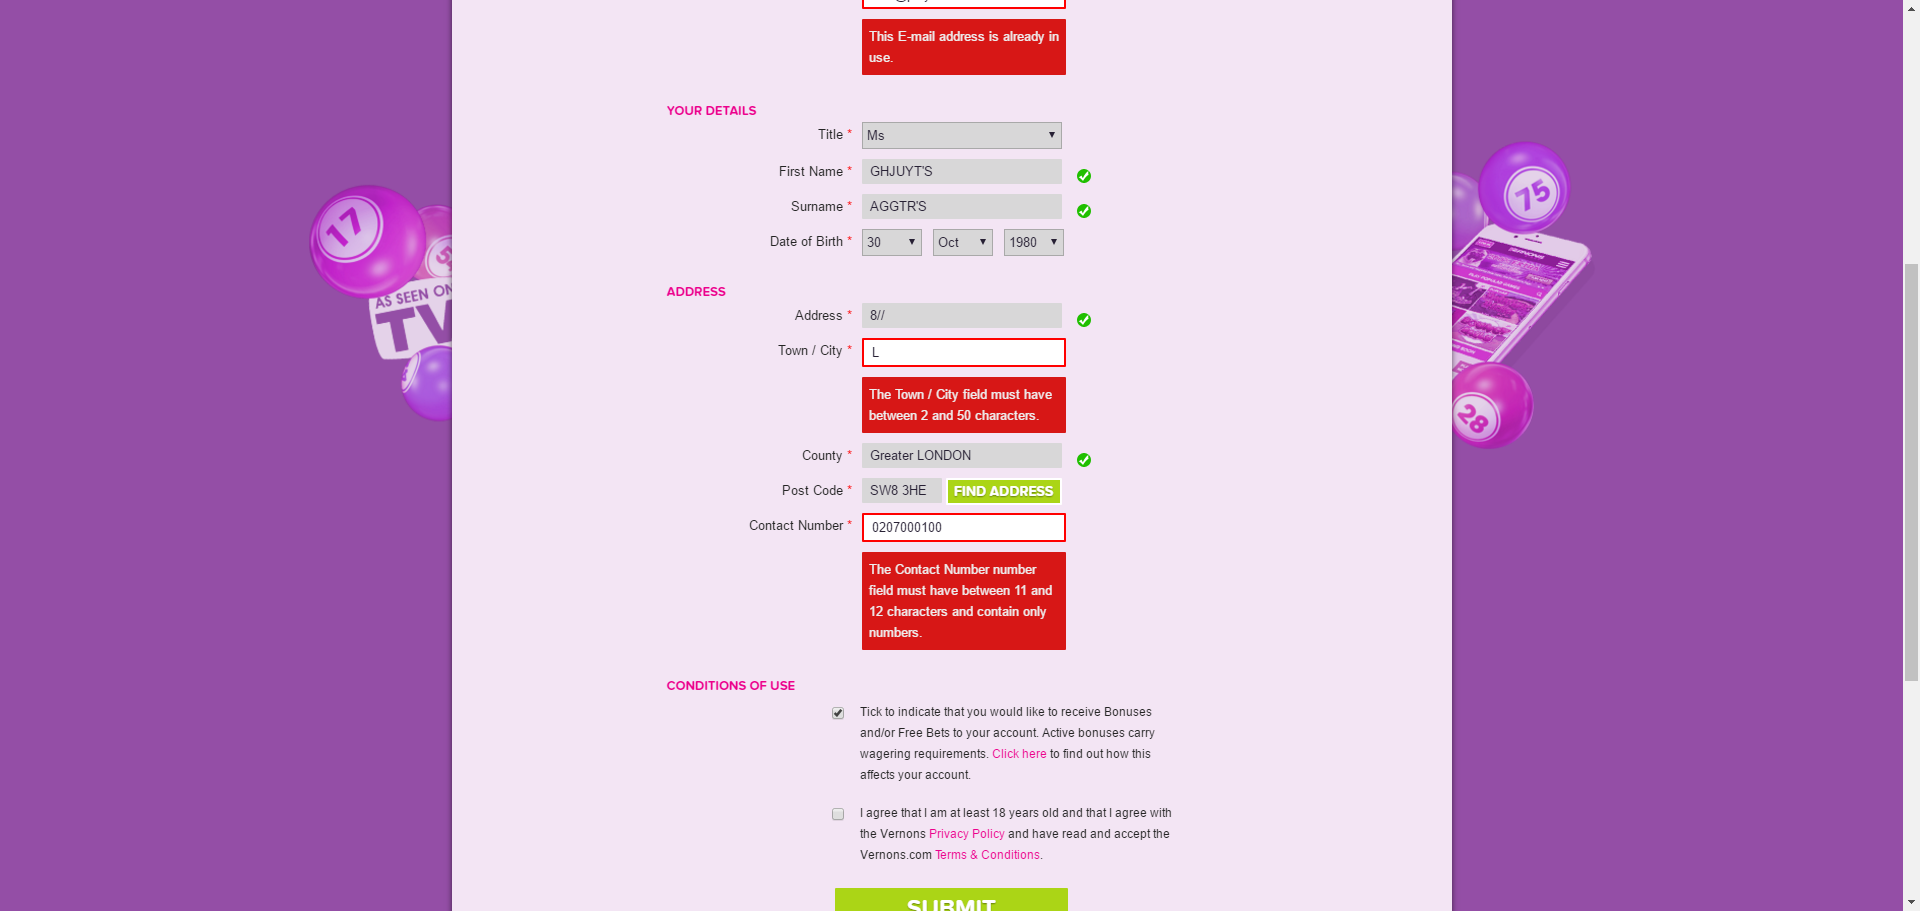 This E-mail address is already in
use.
YOUR DETAILS
Title *
Ms
First Name *
GHJUYT'S
Surname *
AGGTR'S
Date of Birth *
30
Oct
1980
ADDRESS
Address *
8//
Town / City *
L
The Town / City field must have
between 2 and 50 characters.
County *
Greater LONDON
Post Code *
SW8 3HE
FIND ADDRESS
Contact Number *
0207000100
The Contact Number number
field must have between 11 and
12 characters and contain only
numbers.
CONDITIONS OF USE
Tick to indicate that you would like to receive Bonuses
and/or Free Bets to your account. Active bonuses carry
wagering requirements. Click here to find out how this
affects your account.
I agree that I am at least 18 years old and that I agree with
the Vernons Privacy Policy and have read and accept the
Vernons.com Terms & Conditions.
SUBMIT
17
AS SEEN ON
TV
75
28